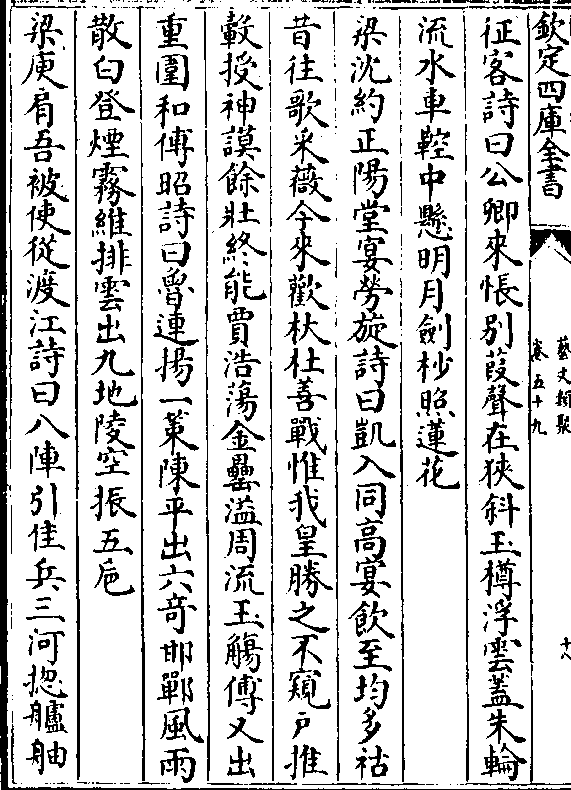 欽定四庫全書
藝文類聚
卷五十九
十八
征客詩曰公卿來悵別葭聲在狹斜玉樽浮雲蓋朱輪
流水車鞚中懸明月劍杪照蓮花
梁沈約正陽堂宴勞旋詩曰凱入同高宴飲至均多祜
昔往歌采薇今來歡杕杜善戰惟我皇勝之不窺戶推
轂授神謨餘壯終能賈浩蕩金罍溢周流玉觴傅又出
重圍和傅昭詩曰魯連揚一策陳平出六奇邯鄲風雨
散白登煙霧維排雲出九地陵空振五巵
梁庾肩吾被使從渡江詩曰八陣引佳兵三河揔艫舳